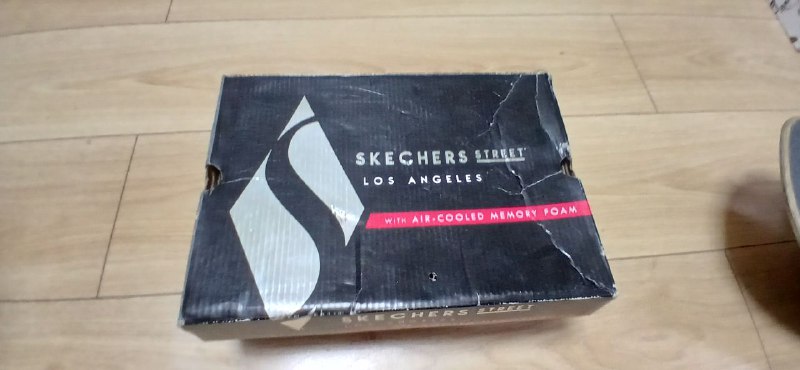 SKECHERS STREET
LOS ANGELES
WITH AIR-COOLED MEMORY FOAM
SKECHERS STREET